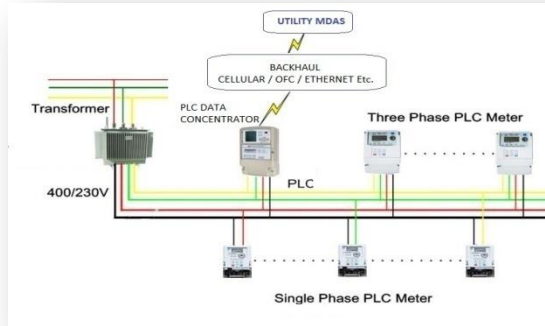 UTILITY MDAS
BACKHAUL
CELLULAR / OFC / ETHERNET Etc.
Transformer
PLC DATA
CONCENTRATOR
Three Phase PLC Meter
PLC
400/230V
Single Phase PLC Meter